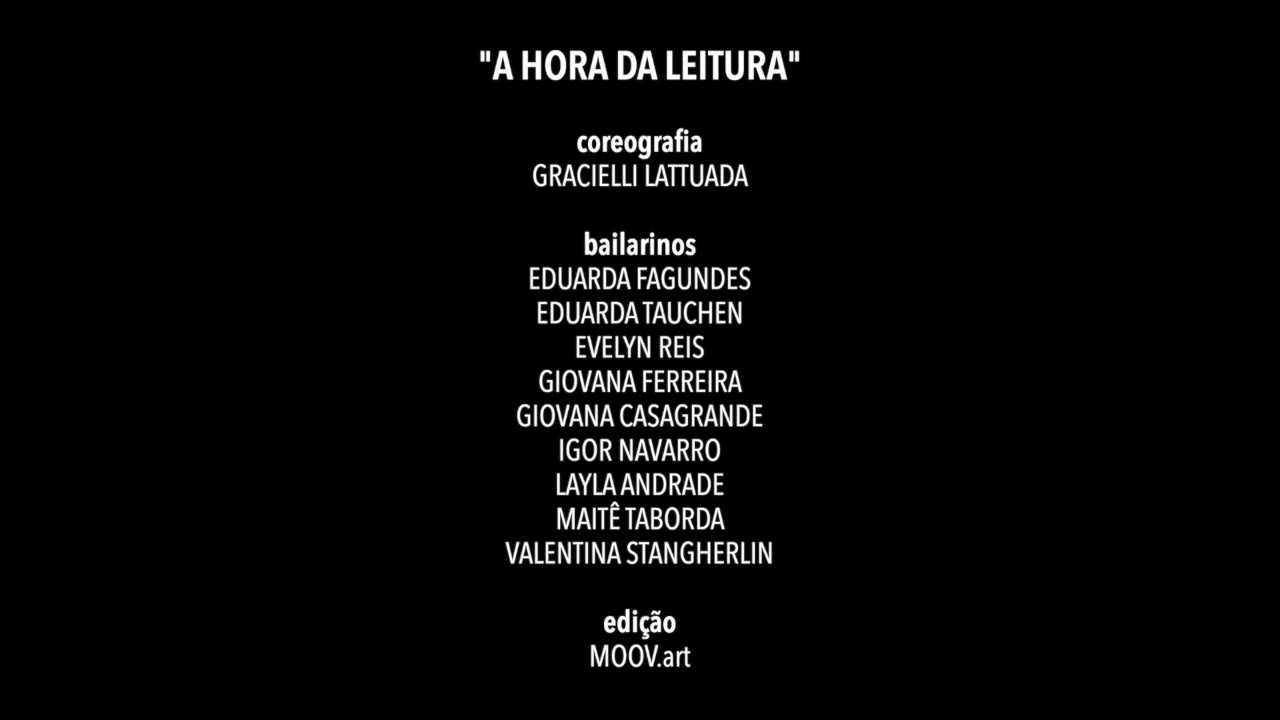 "A HORA DA LEITURA"
coreografia
GRACIELLI LATTUADA
bailarinos
EDUARDA FAGUNDES
EDUARDA TAUCHEN
EVELYN REIS
GIOVANA FERREIRA
GIOVANA CASAGRANDE
IGOR NAVARRO
LAYLA ANDRADE
MAITÊ TABORDA
VALENTINA STANGHERLIN
edição
MOOV.art